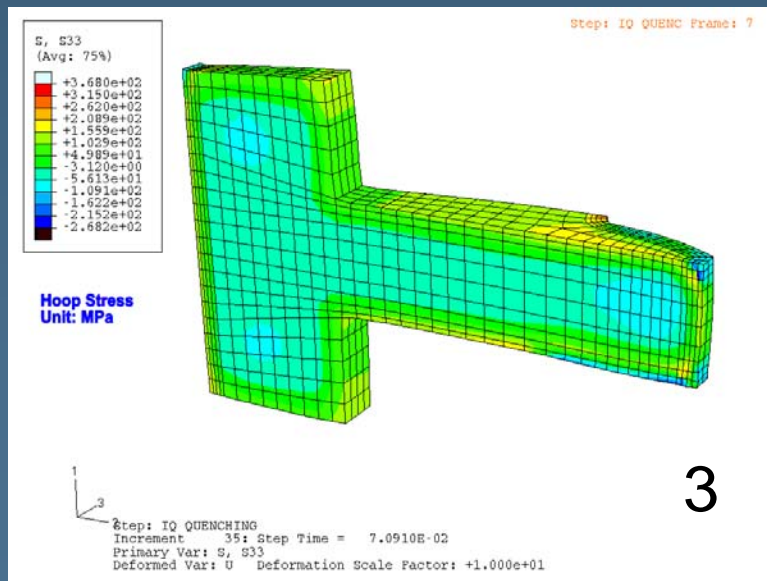 Step: IQ QUENC Frame: 7
S, S33
(Avg: 75%)
+3.680e+02
+3.150e+02
+2.620e+02
+2.089e+02
+1.559e+02
+1.029e+02
+4.989e+01
-3.120e+00
-5.613e+01
-1.091e+02
-1.622e+02
-2.152e+02
-2.682e+02
Hoop Stress
Unit: MPa
3
1
3
2
Step: IQ QUENCHING
Increment 35: Step Time = 7.0910E-02
Primary Var: S, S33
Deformed Var: U Deformation Scale Factor: +1.000e+01